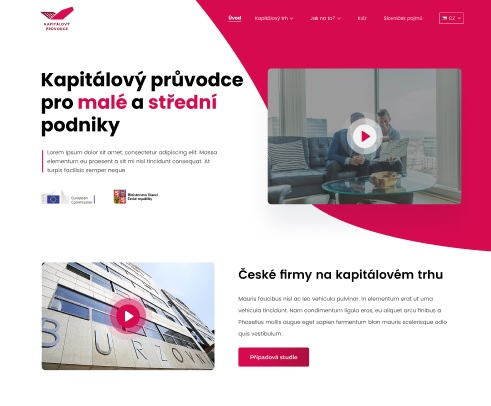 KAPITÁLOVÝ
PRŮVODCE
Úvod
Kapitálový trh
Jak na to?
Kvíz
Slovníček pojmů
CZ
Kapitálový průvodce
pro malé a střední
podniky
Lorem ipsum dolor sit amet, consectetur adipiscing elit. Mauris
elementum eu praesent a sit mi nisl tincidunt consequat. At
turpis facilisis semper neque
European
Commission
Ministerstvo financí
České republiky
BURZOVN
České firmy na kapitálovém trhu
Mauris faucibus nisl ac leo vehicula pulvinar. In elementum erat ut urna
vehicula tincidunt. Nam condimentum ligula eros, eu aliquet arcu finibus a
Phasellus mollis augue eget sapien fermentum blan mauris scelerisque odio
quis vestibulum.
Případová studie